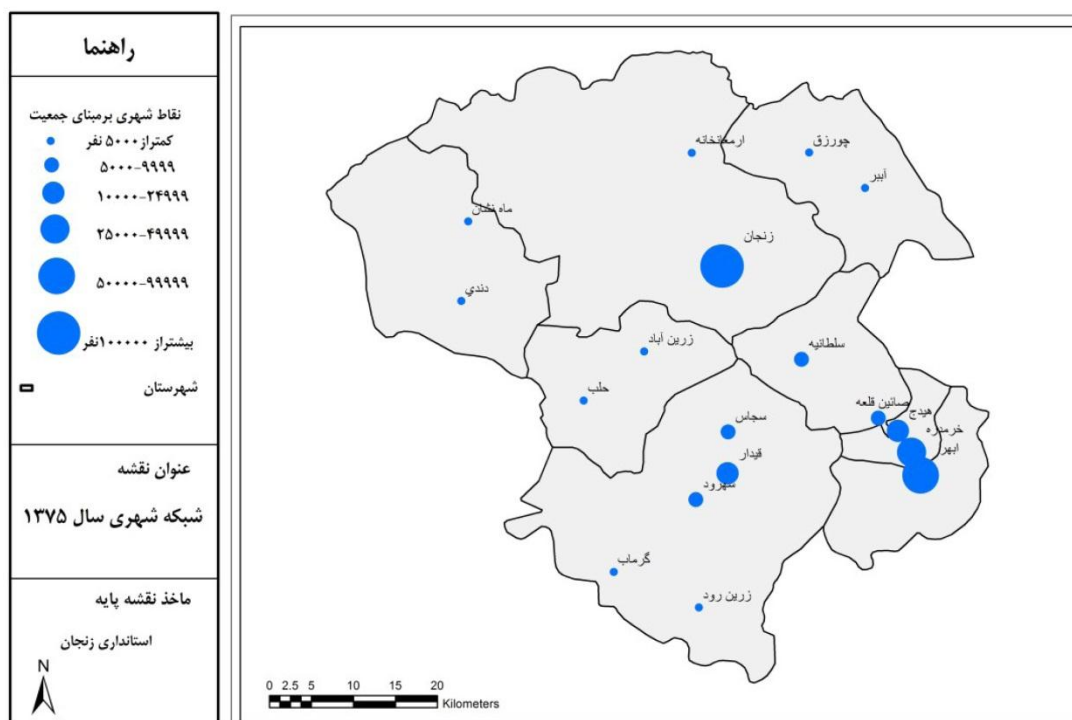 راهنما
نقاط شهری برمبنای جمعیت
کمتراز ۵۰۰۰ نفر
۵۰۰۰-۹۹۹۹
۱۰۰۰۰-۲۴۹۹۹
۲۵۰۰۰-۴۹۹۹۹
۵۰۰۰۰-۹۹۹۹۹
بیشتراز ۱۰۰۰۰۰نفر
شهرستان
عنوان نقشه
شبکه شهری سال ۱۳۷۵
ماخذ نقشه پایه
استانداری زنجان
N
ارمغانخانه
چورزق
آببر
ماه نشان
زنجان
دندي
زرین آباد
سلطانیه
حلب
صائین قلعه
هیدج
سجاس
خرمدره
ابهر
قیدار
سهرود
گرماب
زرین رود
0 2.5 5 10 15 20
Kilometers